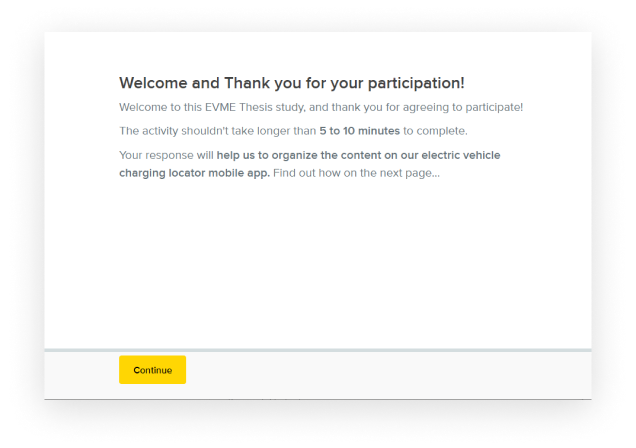 Welcome and Thank you for your participation!
Welcome to this EVME Thesis study, and thank you for agreeing to participate!
The activity shouldn't take longer than 5 to 10 minutes to complete.
Your response will help us to organize the content on our electric vehicle
charging locator mobile app. Find out how on the next page...
Continue